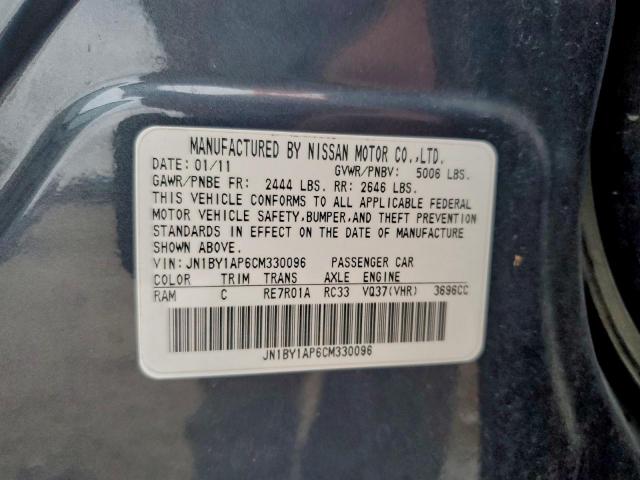 MANUFACTURED BY NISSAN MOTOR CO.,LTD.
DATE: 01/11 GVWR/PNBV: 5006 LBS.
GAWR/PNBE FR: 2444 LBS. RR: 2646 LBS.
THIS VEHICLE CONFORMS TO ALL APPLICABLE FEDERAL
MOTOR VEHICLE SAFETY,BUMPER,AND THEFT PREVENTION
STANDARDS IN EFFECT ON THE DATE OF MANUFACTURE
SHOWN ABOVE.
VIN: JN1BY1AP6CM330096 PASSENGER CAR
COLOR TRIM TRANS AXLE ENGINE
RAM C RE7R01A RC33 VQ37(VHR) 3696CC
JN1BY1AP6CM330096